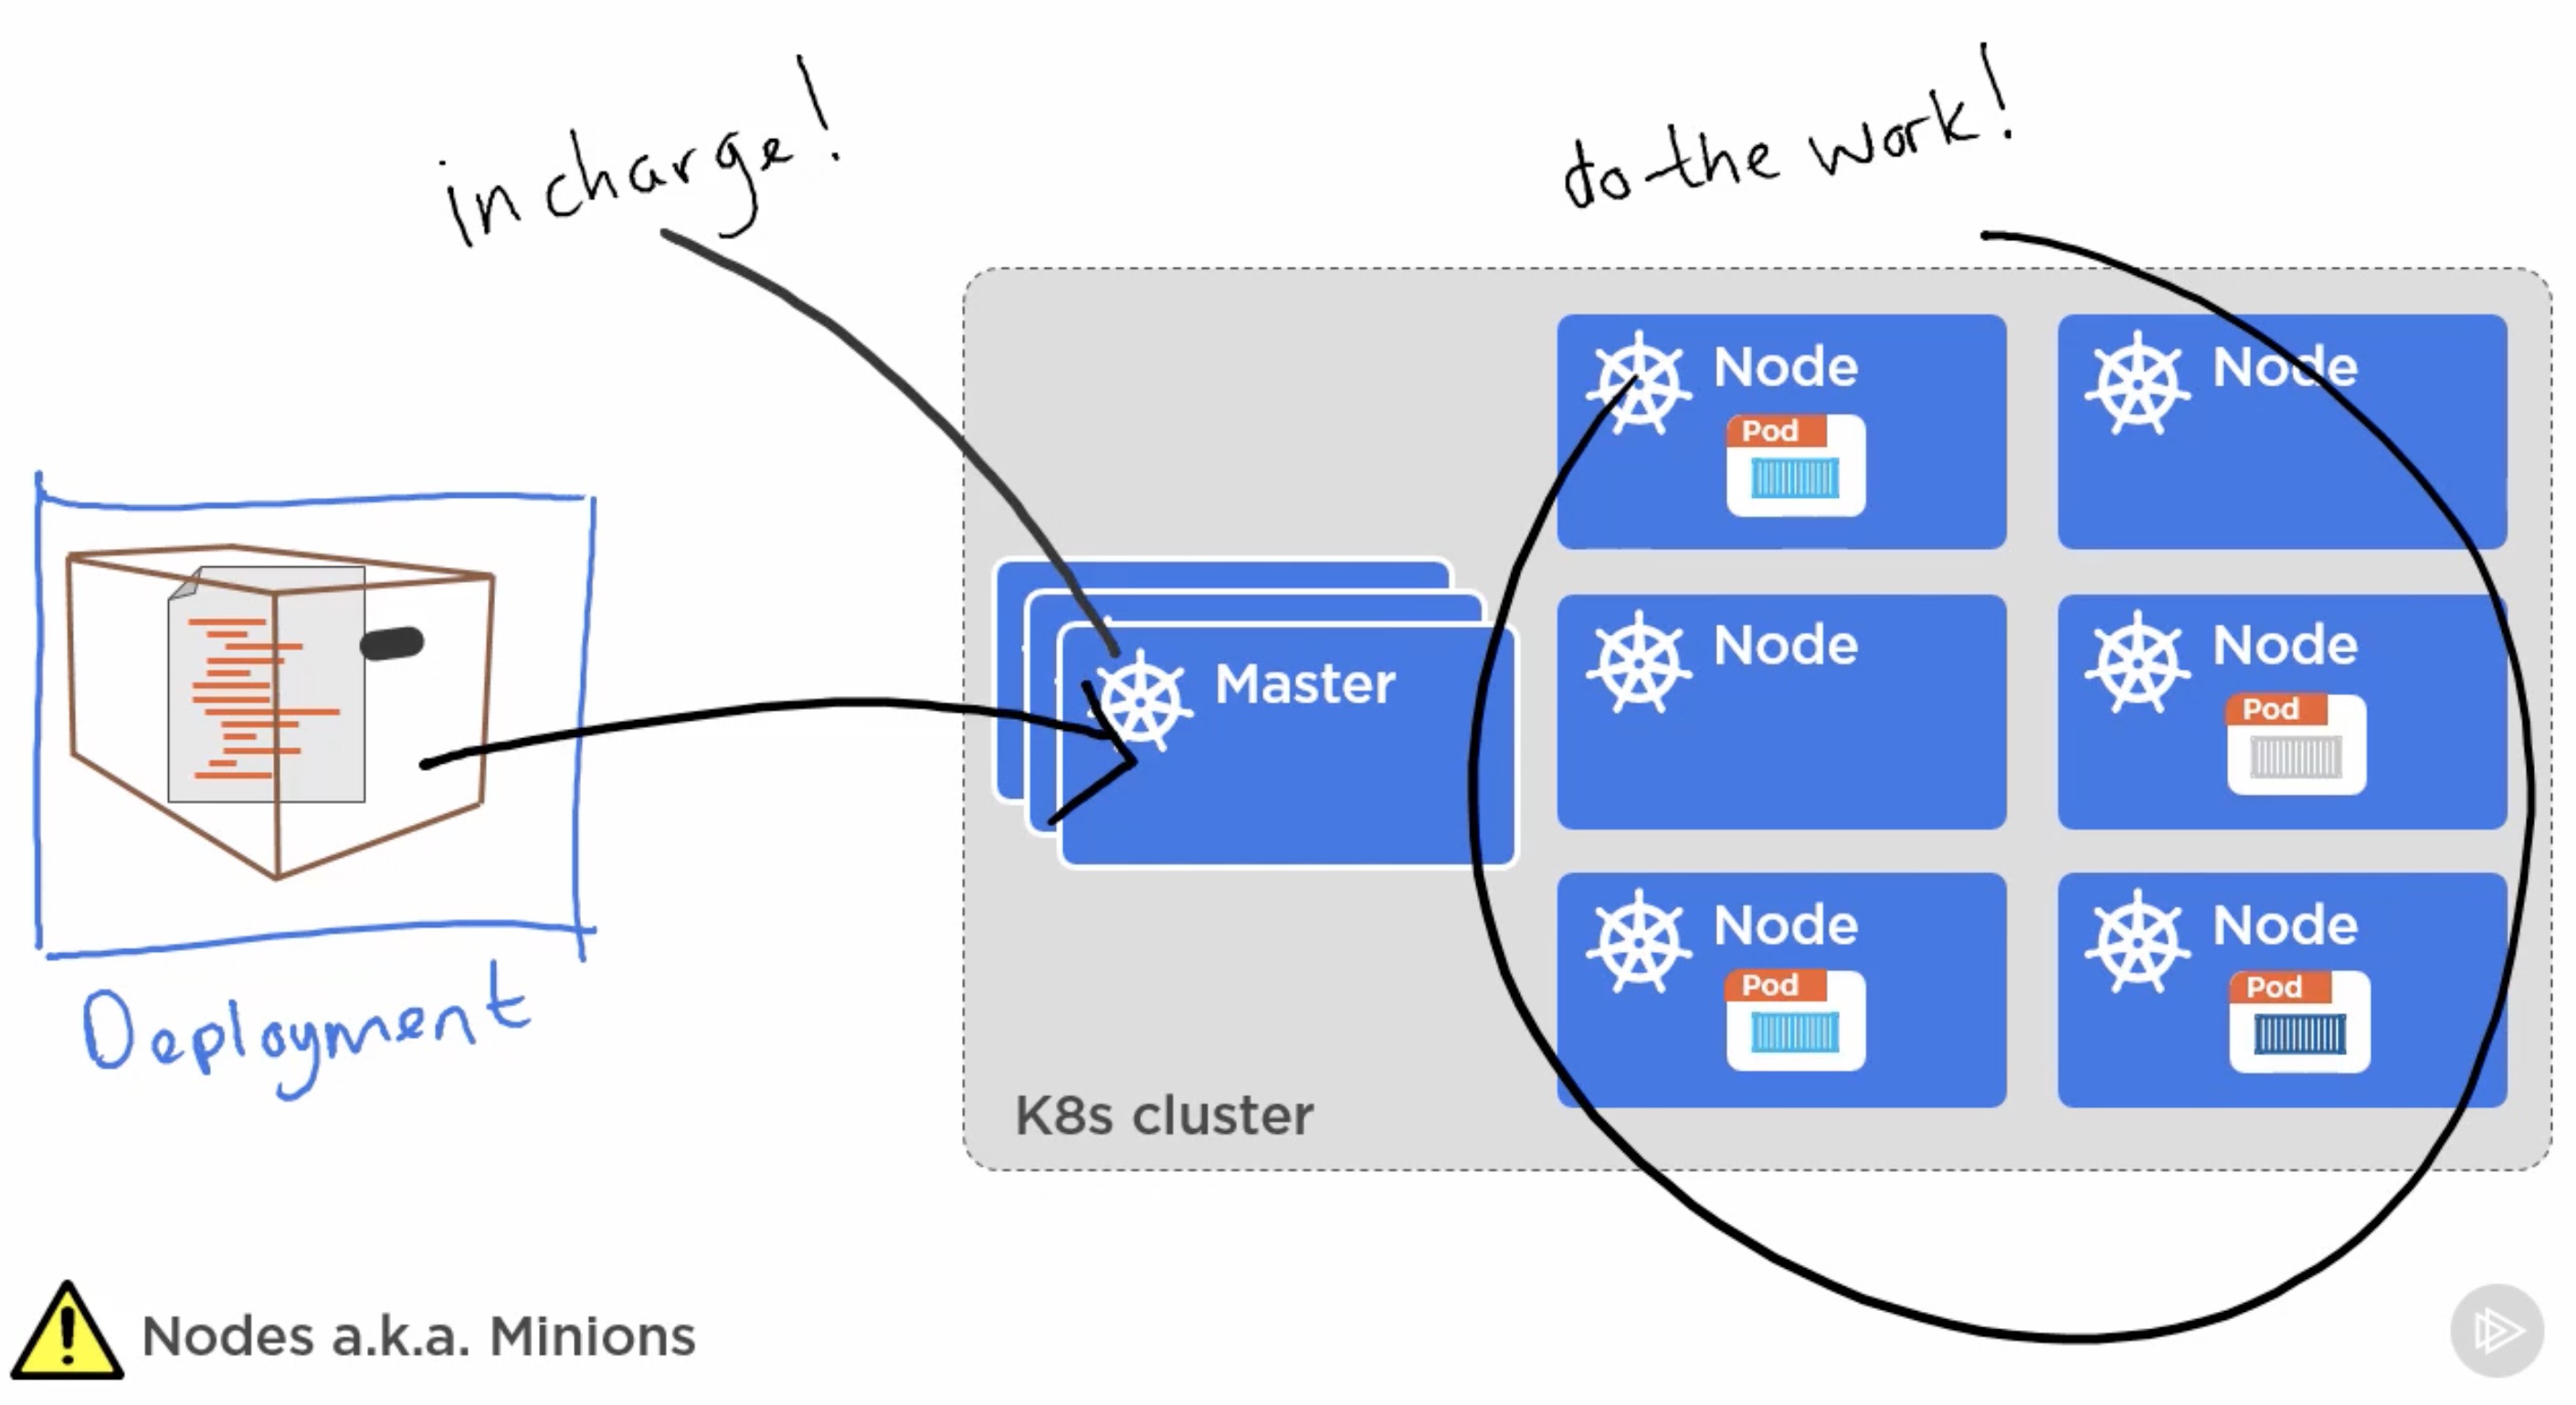 in charge!
do the work!
Node
Pod
Node
Master
Node
Node
Pod
Node
Pod
Node
Pod
K8s cluster
Deployment
Nodes a.k.a. Minions